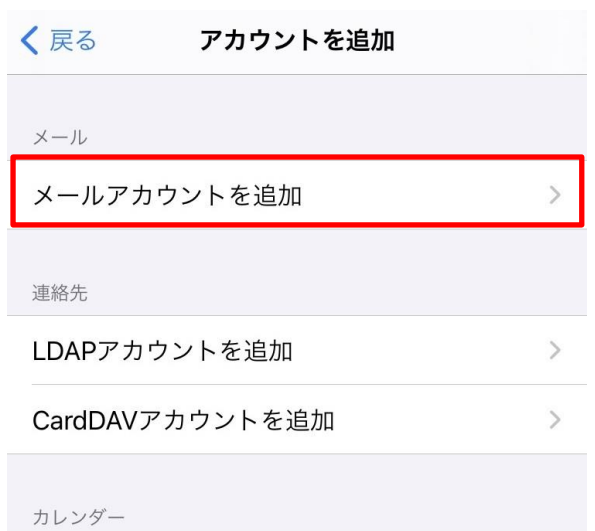 戻る アカウントを追加
メール
メールアカウントを追加
連絡先
LDAPアカウントを追加
CardDAVアカウントを追加
カレンダー